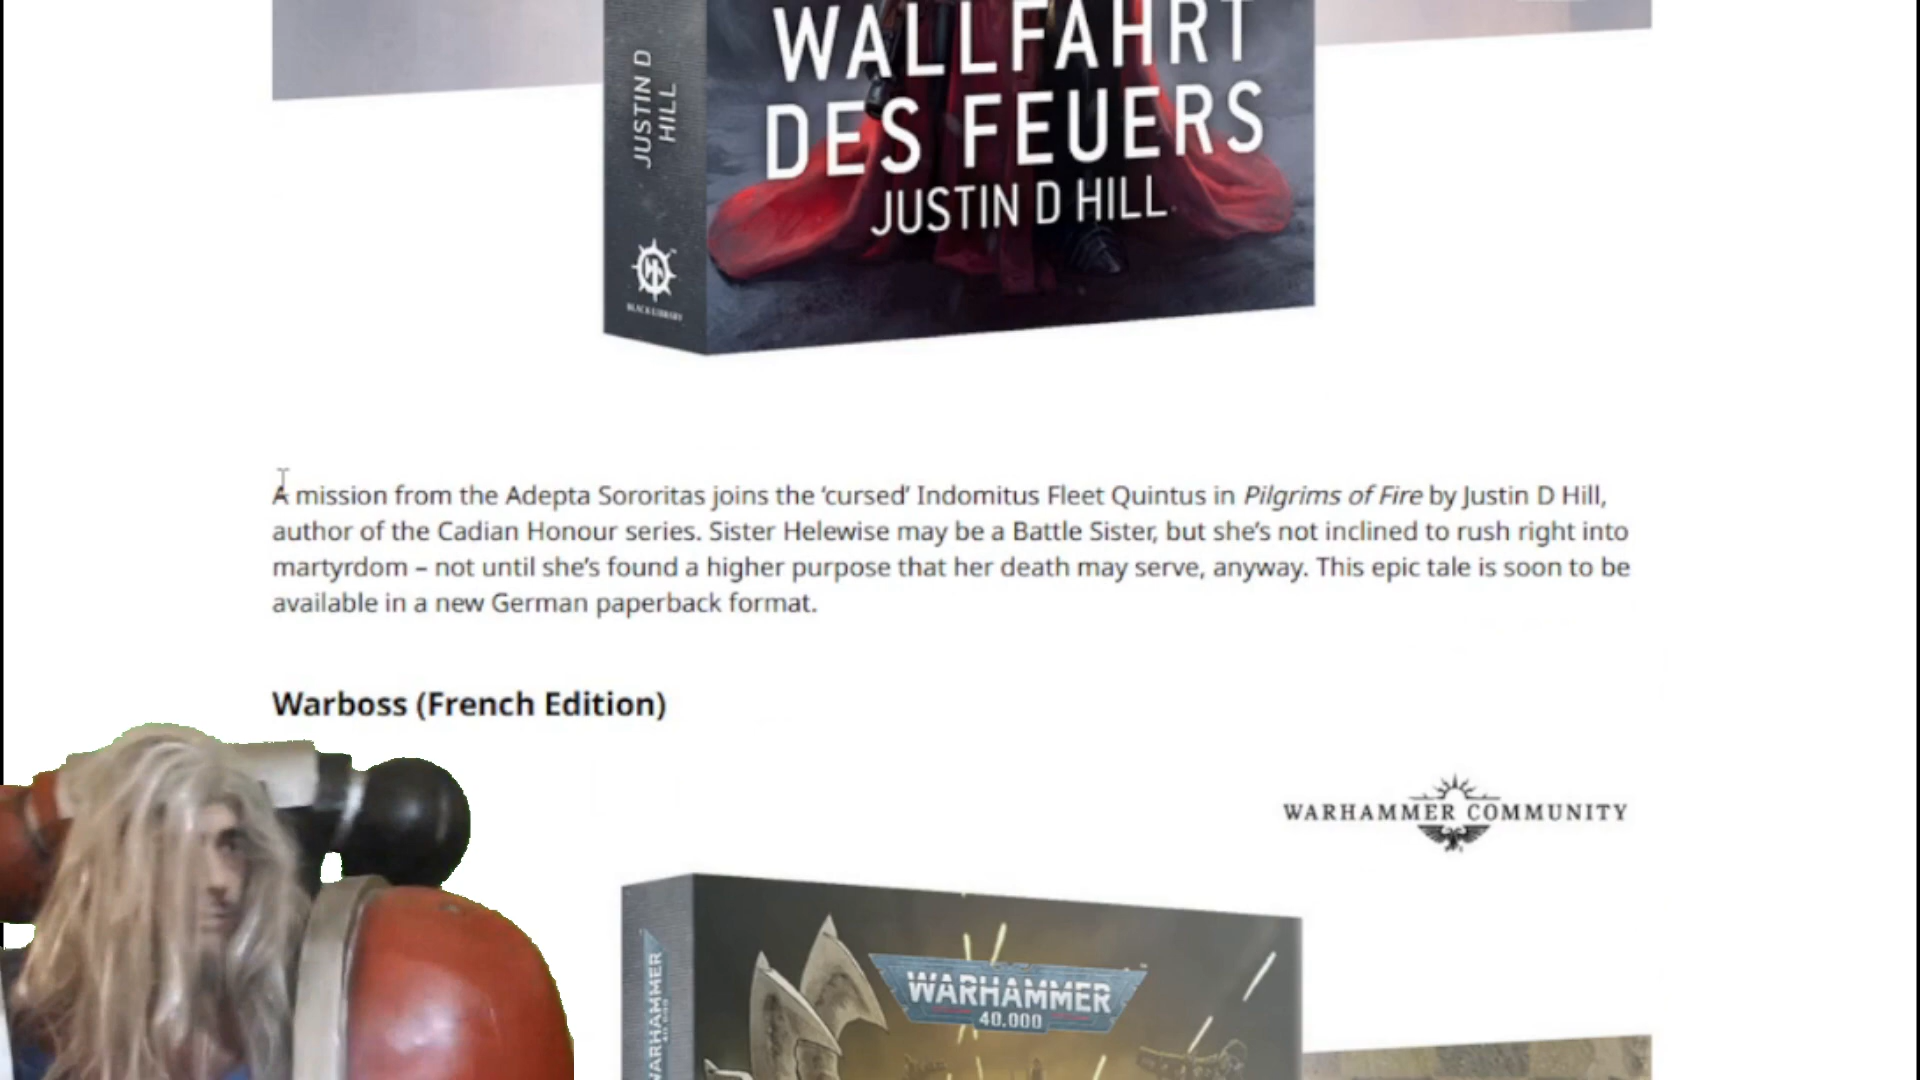 WALLFAHRT
DES FEUERS
JUSTIN D HILL
JUSTIN D
HILL
BLACK LIBRARY
A mission from the Adepta Sororitas joins the ‘cursed’ Indomitus Fleet Quintus in Pilgrims of Fire by Justin D Hill,
author of the Cadian Honour series. Sister Helewise may be a Battle Sister, but she’s not inclined to rush right into
martyrdom – not until she’s found a higher purpose that her death may serve, anyway. This epic tale is soon to be
available in a new German paperback format.
Warboss (French Edition)
WARHAMMER COMMUNITY
WARHAMMER
40.000
WARHAMMER
40.000